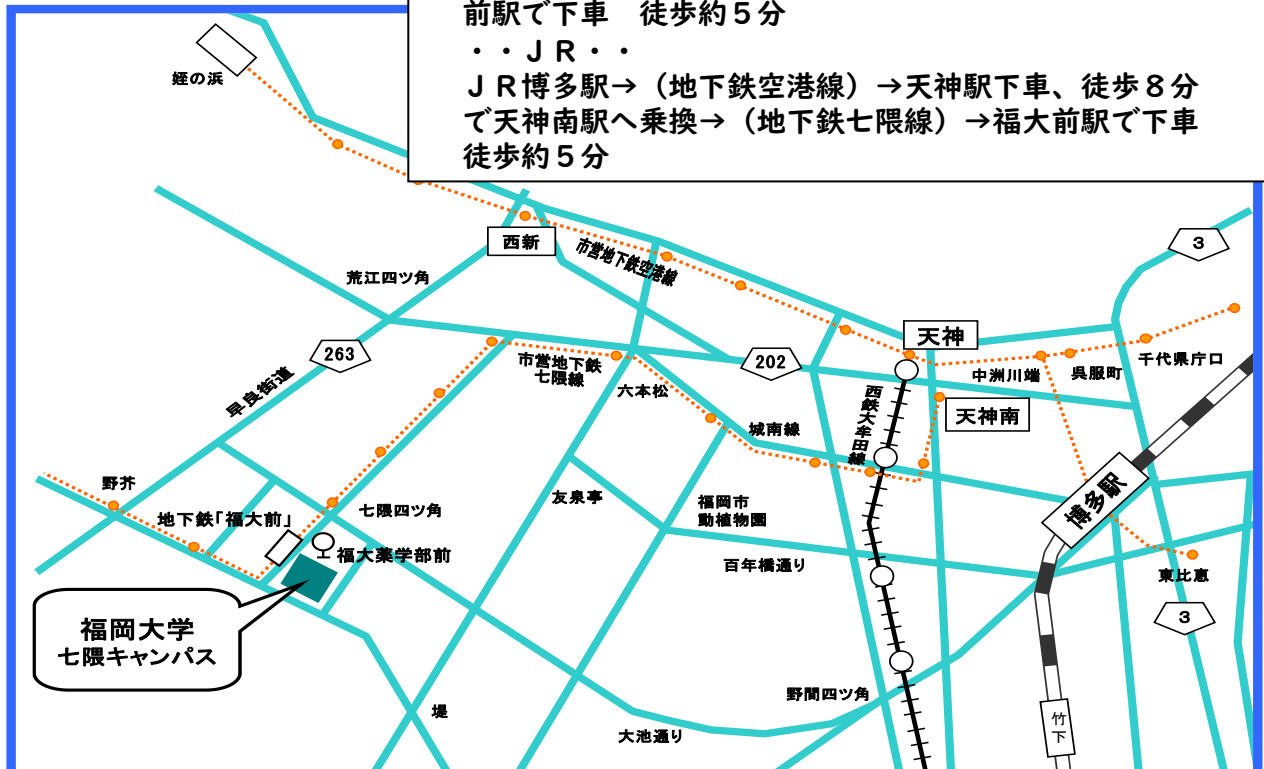 前駅で下車　徒歩約５分
・・ＪＲ・・
ＪＲ博多駅→（地下鉄空港線）→天神駅下車、徒歩８分
で天神南駅へ乗換→（地下鉄七隈線）→福大前駅で下車
徒歩約５分
姪の浜
西新
市営地下鉄空港線
3
荒江四ツ角
天神
263
202
千代県庁口
呉服町
中洲川端
市営地下鉄
七隈線
六本松
早良街道
西鉄大牟田線
天神南
城南線
野芥
友泉亭
福岡市
動植物園
博多駅
七隈四ツ角
地下鉄「福大前」
福大薬学部前
百年橋通り
東比恵
3
福岡大学
七隈キャンパス
野間四ツ角
堤
大池通り
竹下